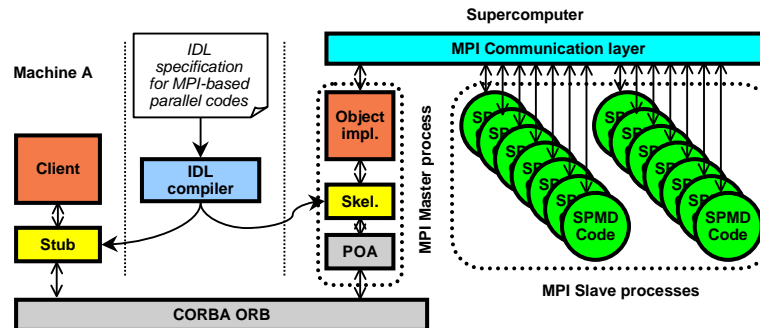 Supercomputer
MPI Communication layer
Machine A
IDL
specification
for MPI-based
parallel codes
Object
impl.
Client
IDL
compiler
Skel.
Stub
POA
MPI Master process
SPMD
Code
SPMD
Code
MPI Slave processes
CORBA ORB